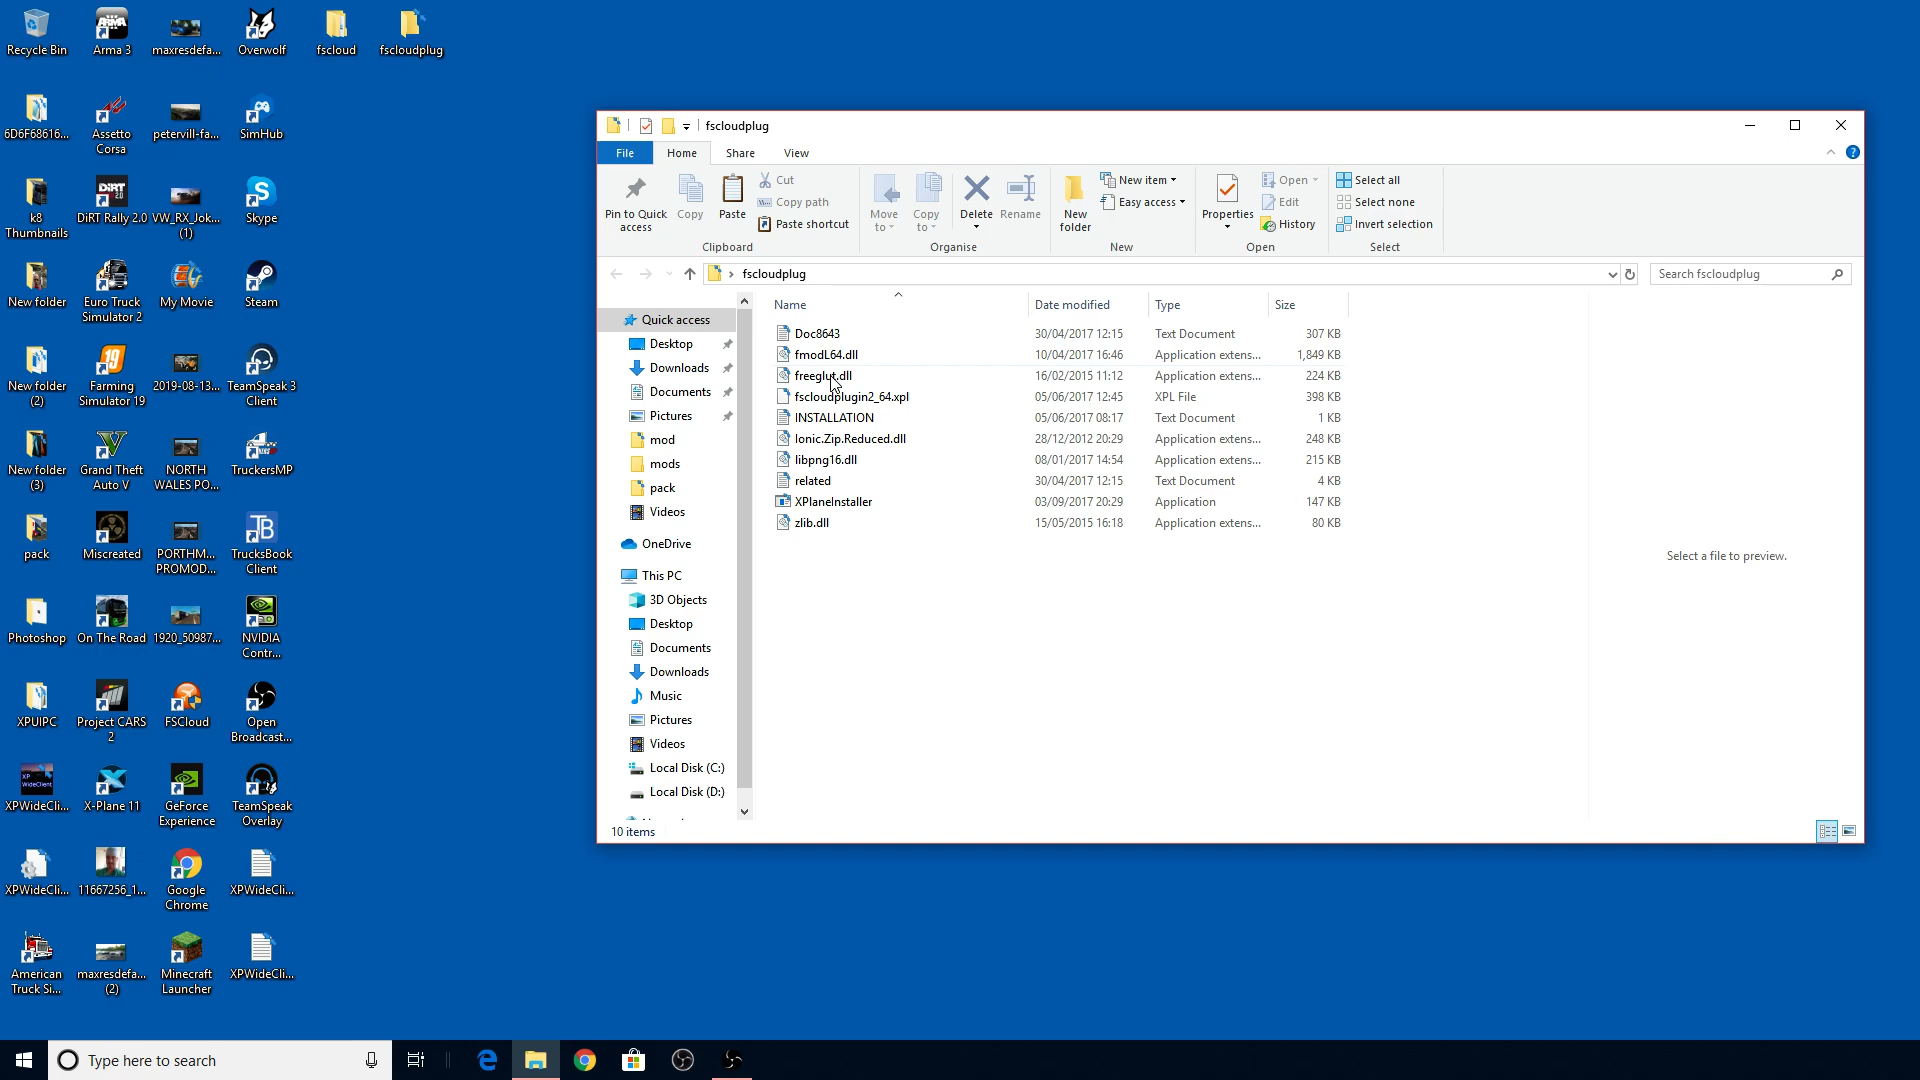 Recycle Bin
Arma 3
maxresdefa...
Overwolf
fscloud
fscloudplug
6D6F68616...
Assetto
Corsa
petervill-fa...
SimHub
k8
Thumbnails
DiRT Rally 2.0
VW_RX_Jok...
(1)
Skype
New folder
Euro Truck
Simulator 2
My Movie
Steam
New folder
(2)
Farming
Simulator 19
2019-08-13...
TeamSpeak 3
Client
New folder
(3)
Grand Theft
Auto V
NORTH
WALES PO...
TruckersMP
pack
Miscreated
PORTHM...
PROMOD...
TrucksBook
Client
Photoshop
On The Road
1920_50987...
NVIDIA
Contr...
XPUIPC
Project CARS
2
FSCloud
Open
Broadcast...
XPWideCli...
X-Plane 11
GeForce
Experience
TeamSpeak
Overlay
XPWideCli...
11667256_1...
Google
Chrome
XPWideCli...
American
Truck Si...
maxresdefa...
(2)
Minecraft
Launcher
XPWideCli...
fscloudplug
File Home Share View
Pin to Quick
access
Copy
Paste
Cut
Copy path
Paste shortcut
Clipboard
Move
to
Copy
to
Delete
Rename
Organise
New
folder
New item
Easy access
New
Properties
Open
Edit
History
Open
Select all
Select none
Invert selection
Select
fscloudplug
Search fscloudplug
Quick access
Desktop
Downloads
Documents
Pictures
mod
mods
pack
Videos
OneDrive
This PC
3D Objects
Desktop
Documents
Downloads
Music
Pictures
Videos
Local Disk (C:)
Local Disk (D:)
Name Date modified Type Size
Doc8643 30/04/2017 12:15 Text Document 307 KB
fmodL64.dll 10/04/2017 16:46 Application extens... 1,849 KB
freeglut.dll 16/02/2015 11:12 Application extens... 224 KB
fscloudplugin2_64.xpl 05/06/2017 12:45 XPL File 398 KB
INSTALLATION 05/06/2017 08:17 Text Document 1 KB
Ionic.Zip.Reduced.dll 28/12/2012 20:29 Application extens... 248 KB
libpng16.dll 08/01/2017 14:54 Application extens... 215 KB
related 30/04/2017 12:15 Text Document 4 KB
XPlaneInstaller 03/09/2017 20:29 Application 147 KB
zlib.dll 15/05/2015 16:18 Application extens... 80 KB
Select a file to preview.
10 items
Type here to search